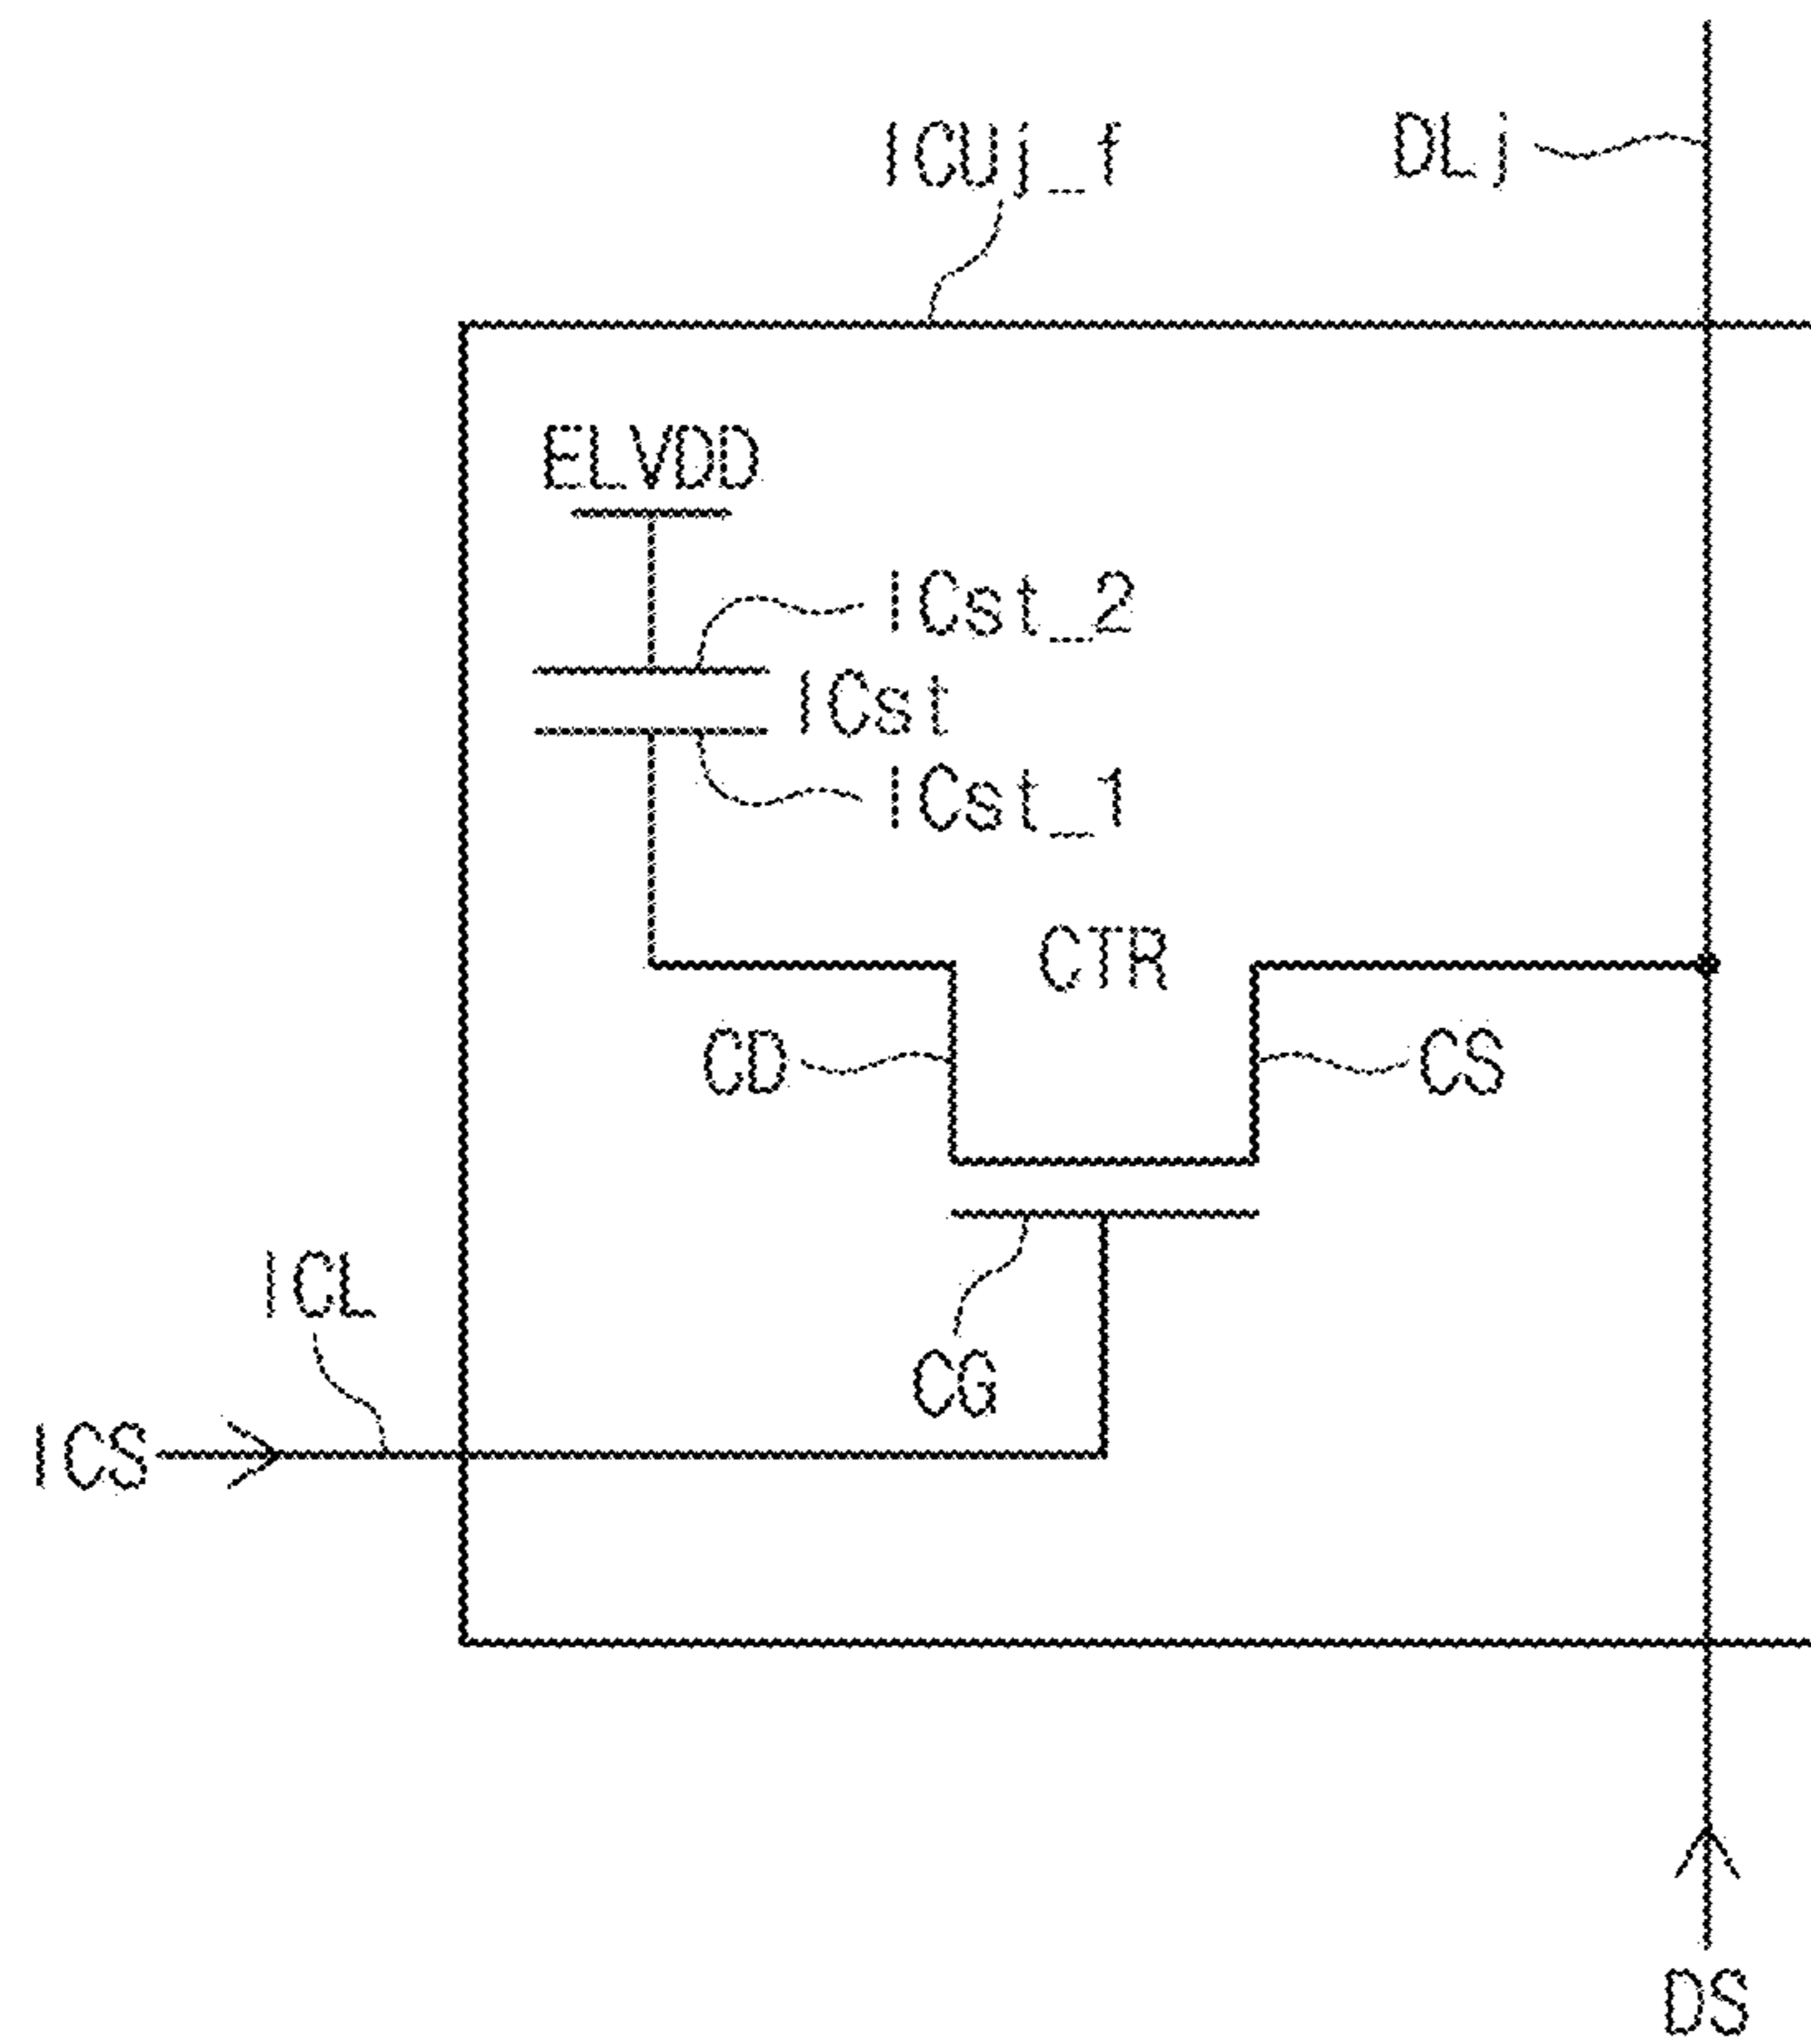 ICUj_f
DLj
ELVDD
ICst_2
ICst
ICst_1
CTR
CD
CS
ICL
CG
ICS
DS